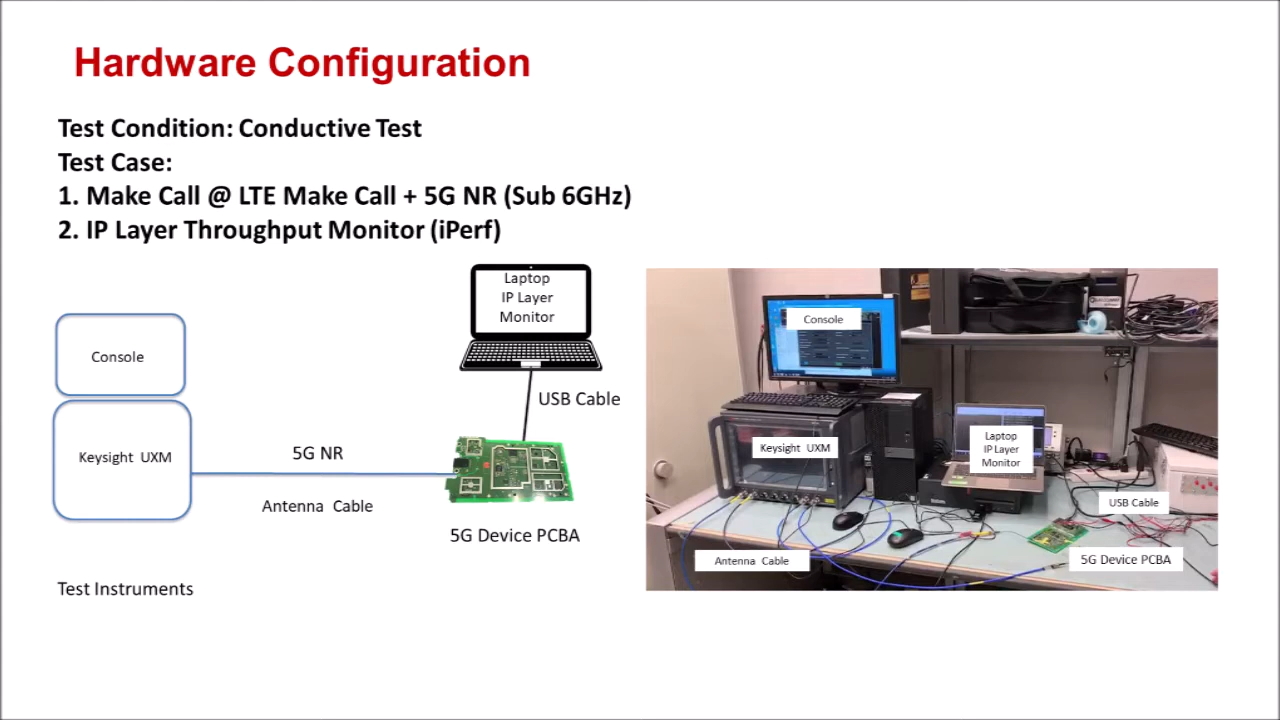 Hardware Configuration
Test Condition: Conductive Test
Test Case:
1. Make Call @ LTE Make Call + 5G NR (Sub 6GHz)
2. IP Layer Throughput Monitor (iPerf)
Laptop
IP Layer
Monitor
Console
USB Cable
Keysight UXM
5G NR
Antenna Cable
5G Device PCBA
Test Instruments
Console
Keysight UXM
Laptop
IP Layer
Monitor
USB Cable
Antenna Cable
5G Device PCBA